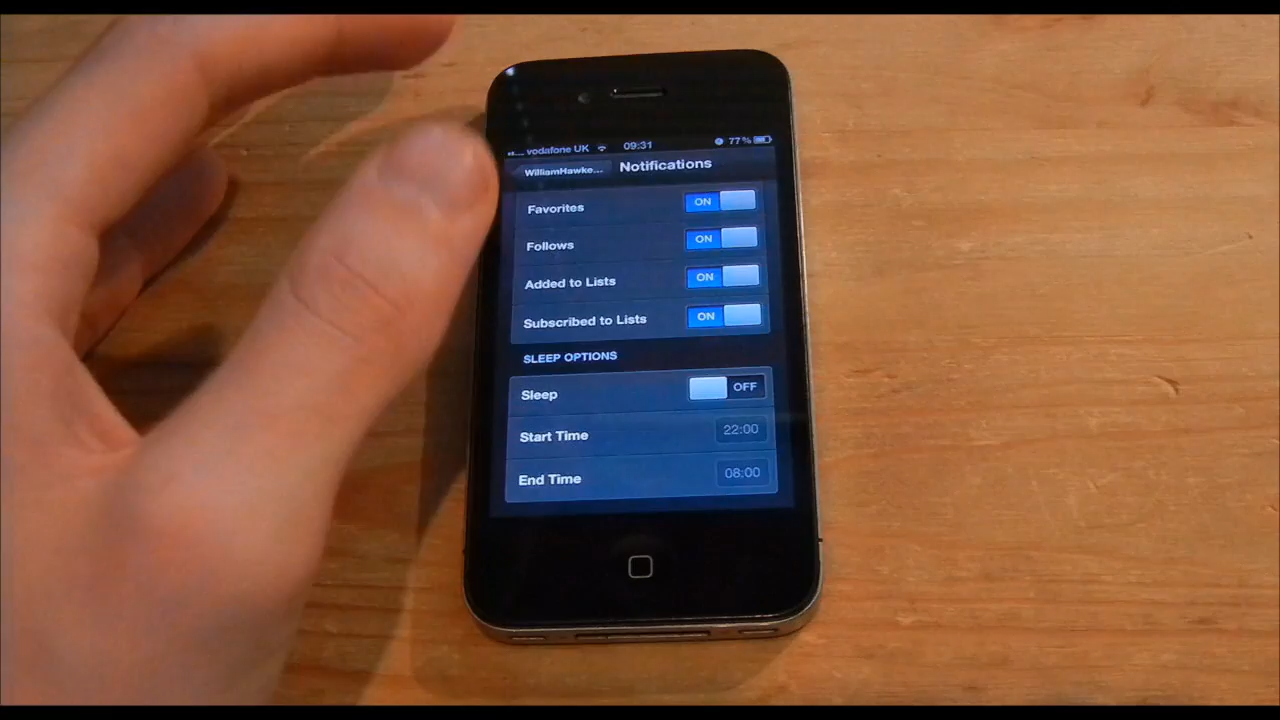 vodafone UK 09:31 77%
WilliamHawke... Notifications
Favorites ON
Follows ON
Added to Lists ON
Subscribed to Lists ON
SLEEP OPTIONS
Sleep OFF
Start Time 22:00
End Time 08:00